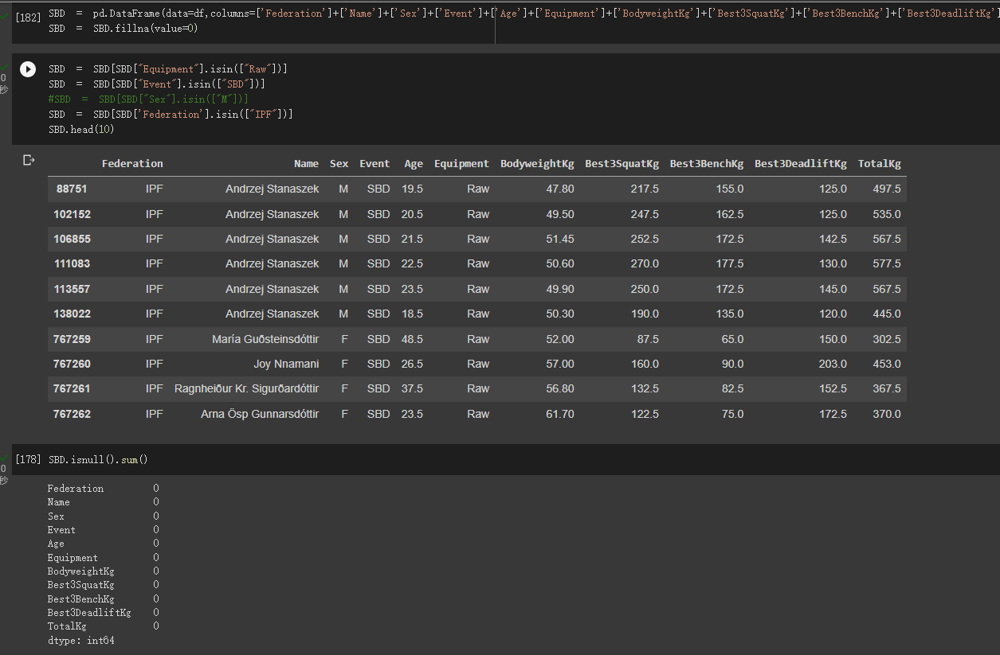 [182] SBD = pd.DataFrame(data=df,columns=['Federation']+['Name']+['Sex']+['Event']+['Age']+['Equipment']+['BodyweightKg']+['Best3SquatKg']+['Best3BenchKg']+['Best3DeadliftKg']
SBD = SBD.fillna(value=0)
SBD = SBD[SBD["Equipment"].isin(["Raw"])]
0 SBD = SBD[SBD["Event"].isin(["SBD"])]
秒 #SBD = SBD[SBD["Sex"].isin(["M"])]
SBD = SBD[SBD['Federation'].isin(["IPF"])]
SBD.head(10)
Federation Name Sex Event Age Equipment BodyweightKg Best3SquatKg Best3BenchKg Best3DeadliftKg TotalKg
88751 IPF Andrzej Stanaszek M SBD 19.5 Raw 47.80 217.5 155.0 125.0 497.5
102152 IPF Andrzej Stanaszek M SBD 20.5 Raw 49.50 247.5 162.5 125.0 535.0
106855 IPF Andrzej Stanaszek M SBD 21.5 Raw 51.45 252.5 172.5 142.5 567.5
111083 IPF Andrzej Stanaszek M SBD 22.5 Raw 50.60 270.0 177.5 130.0 577.5
113557 IPF Andrzej Stanaszek M SBD 23.5 Raw 49.90 250.0 172.5 145.0 567.5
138022 IPF Andrzej Stanaszek M SBD 18.5 Raw 50.30 190.0 135.0 120.0 445.0
767259 IPF María Guðsteinsdóttir F SBD 48.5 Raw 52.00 87.5 65.0 150.0 302.5
767260 IPF Joy Nnamani F SBD 26.5 Raw 57.00 160.0 90.0 203.0 453.0
767261 IPF Ragnheiður Kr. Sigurðardóttir F SBD 37.5 Raw 56.80 132.5 82.5 152.5 367.5
767262 IPF Arna Ösp Gunnarsdóttir F SBD 23.5 Raw 61.70 122.5 75.0 172.5 370.0
[178] SBD.isnull().sum()
0
秒
Federation 0
Name 0
Sex 0
Event 0
Age 0
Equipment 0
BodyweightKg 0
Best3SquatKg 0
Best3BenchKg 0
Best3DeadliftKg 0
TotalKg 0
dtype: int64